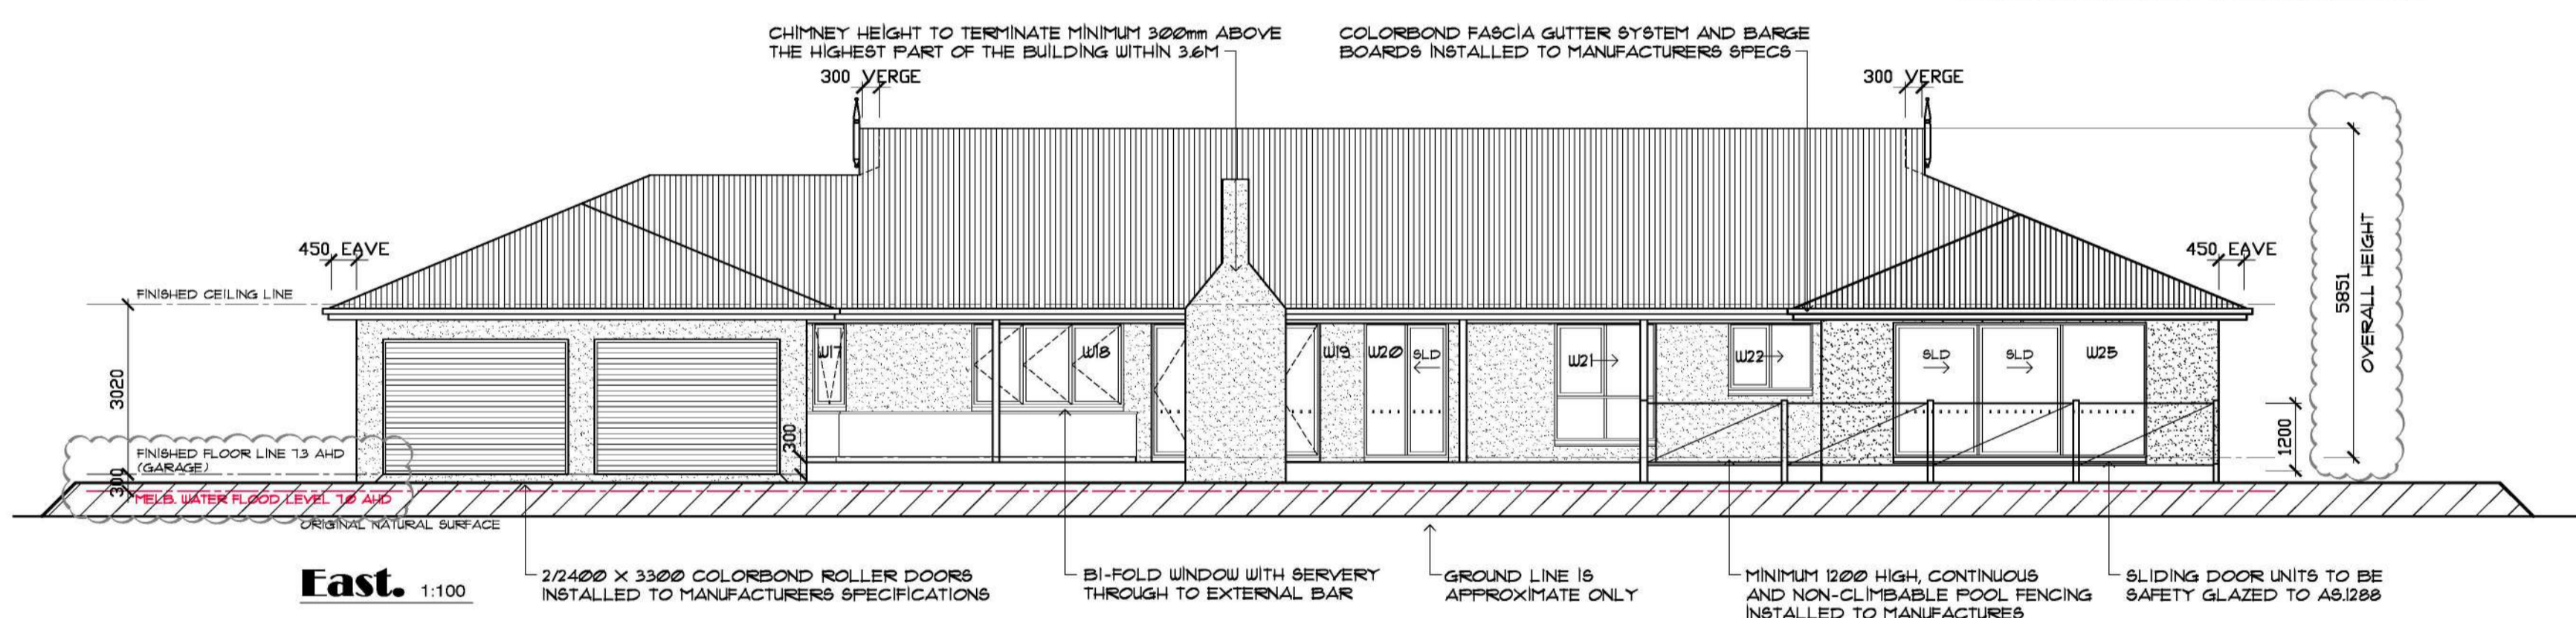 CHIMNEY HEIGHT TO TERMINATE MINIMUM 300mm ABOVE
THE HIGHEST PART OF THE BUILDING WITHIN 3.6M
COLORBOND FASCIA GUTTER SYSTEM AND BARGE
BOARDS INSTALLED TO MANUFACTURERS SPECS
300 VERGE
300 VERGE
450 EAVE
450 EAVE
FINISHED CEILING LINE
5851
OVERALL HEIGHT
3020
W17
W18
W19
W20
SLD
W21
W22
SLD
SLD
W25
300
1200
FINISHED FLOOR LINE 7.3 AHD
(GARAGE)
300
MELB. WATER FLOOD LEVEL 7.0 AHD
ORIGINAL NATURAL SURFACE
East. 1:100
2/2400 X 3300 COLORBOND ROLLER DOORS
INSTALLED TO MANUFACTURERS SPECIFICATIONS
BI-FOLD WINDOW WITH SERVERY
THROUGH TO EXTERNAL BAR
GROUND LINE IS
APPROXIMATE ONLY
MINIMUM 1200 HIGH, CONTINUOUS
AND NON-CLIMBABLE POOL FENCING
INSTALLED TO MANUFACTURES
SLIDING DOOR UNITS TO BE
SAFETY GLAZED TO AS.1288